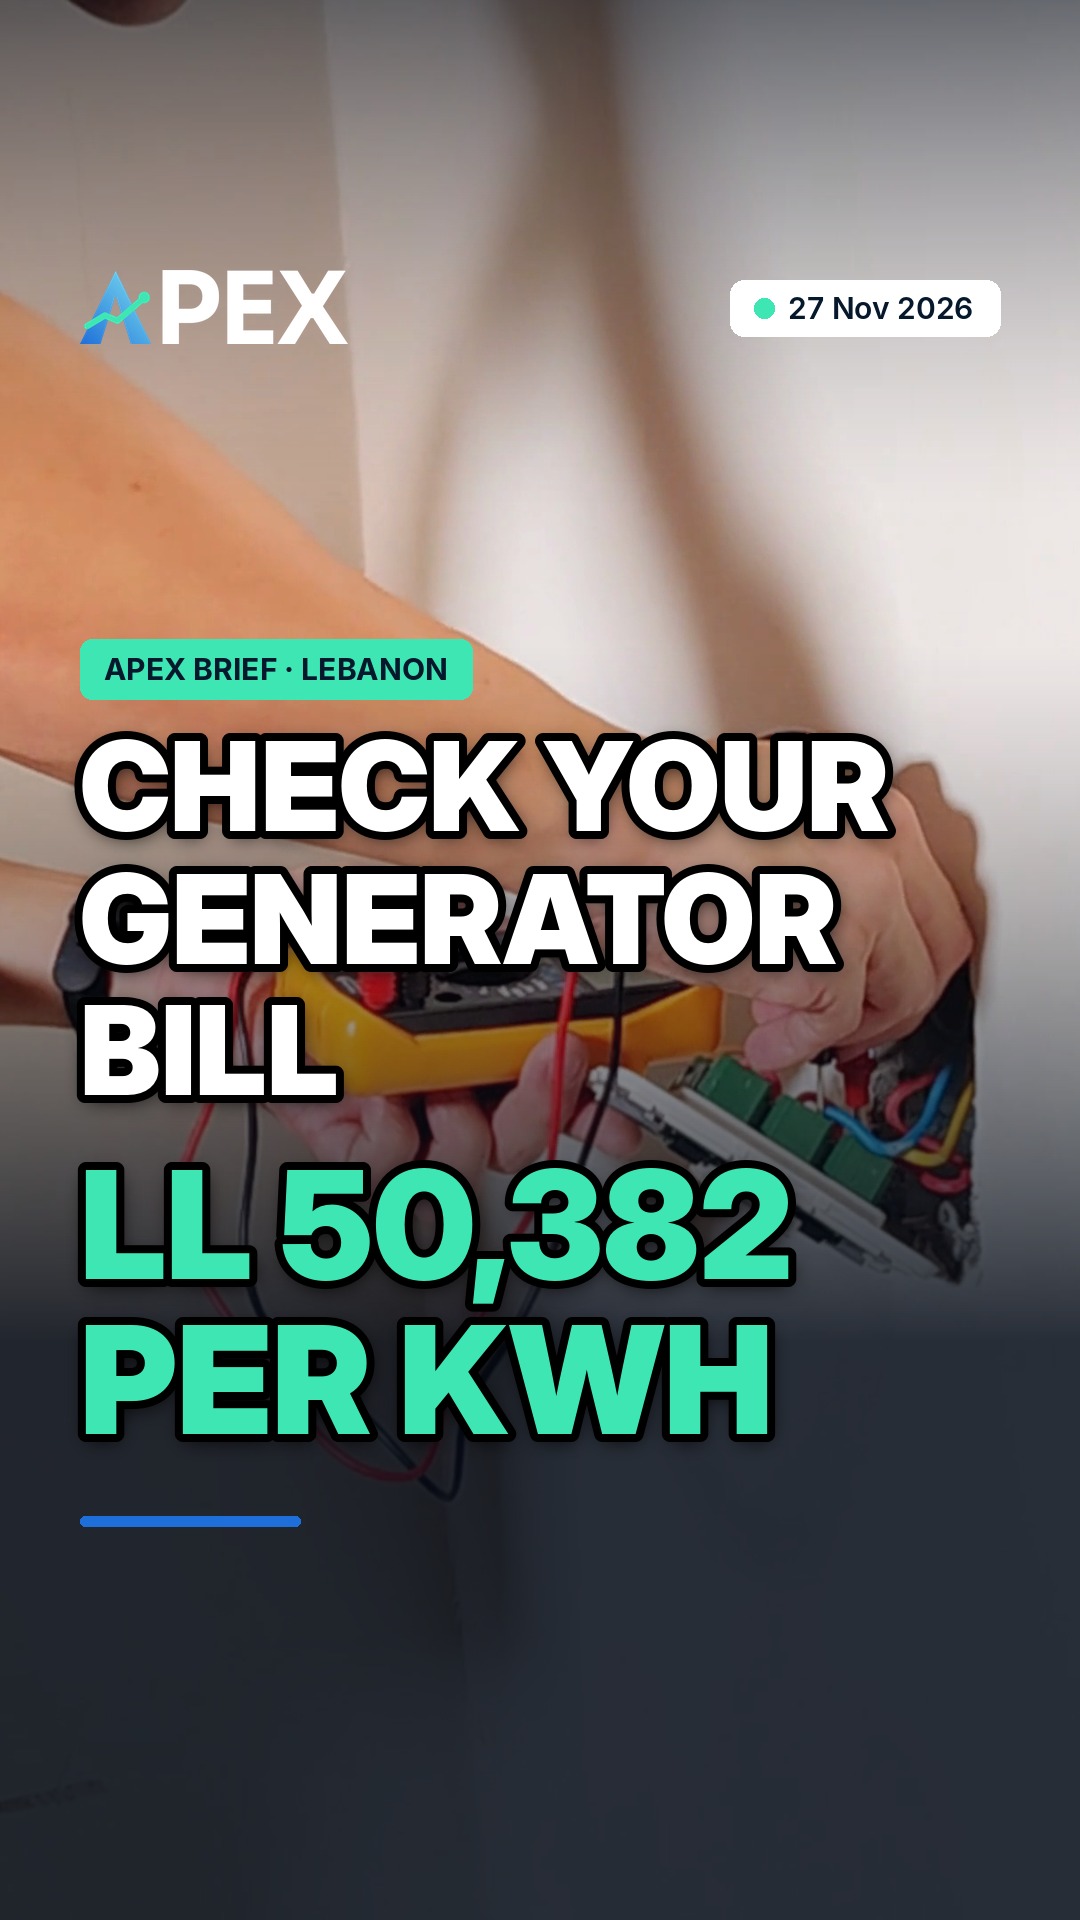 APEX
27 Nov 2026
APEX BRIEF · LEBANON
CHECK YOUR
GENERATOR
BILL
LL 50,382
PER KWH